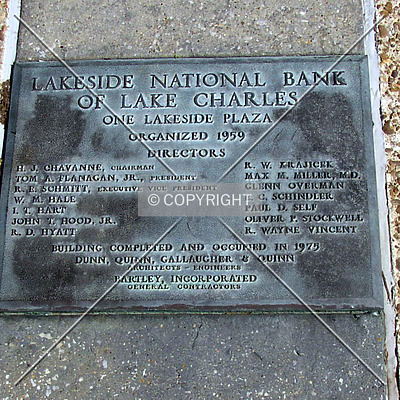 LAKESIDE NATIONAL BANK
OF LAKE CHARLES
ONE LAKESIDE PLAZA
ORGANIZED 1959
DIRECTORS
H. J. CHAVANNE, CHAIRMAN
TOM A. FLANAGAN, JR., PRESIDENT
R. E. SCHMITT, EXECUTIVE VICE PRESIDENT
W. M. HALE
I. T. HART
JOHN T. HOOD, JR.
R. D. HYATT
R. W. KRAJICEK
MAX M. MILLER, M.D.
GLENN OVERMAN
C. SCHINDLER
PAUL D. SELF
OLIVER P. STOCKWELL
R. WAYNE VINCENT
© COPYRIGHT
BUILDING COMPLETED AND OCCUPIED IN 1975
DUNN, QUINN, GALLAUGHER & QUINN
ARCHITECTS - ENGINEERS
BARTLEY, INCORPORATED
GENERAL CONTRACTORS